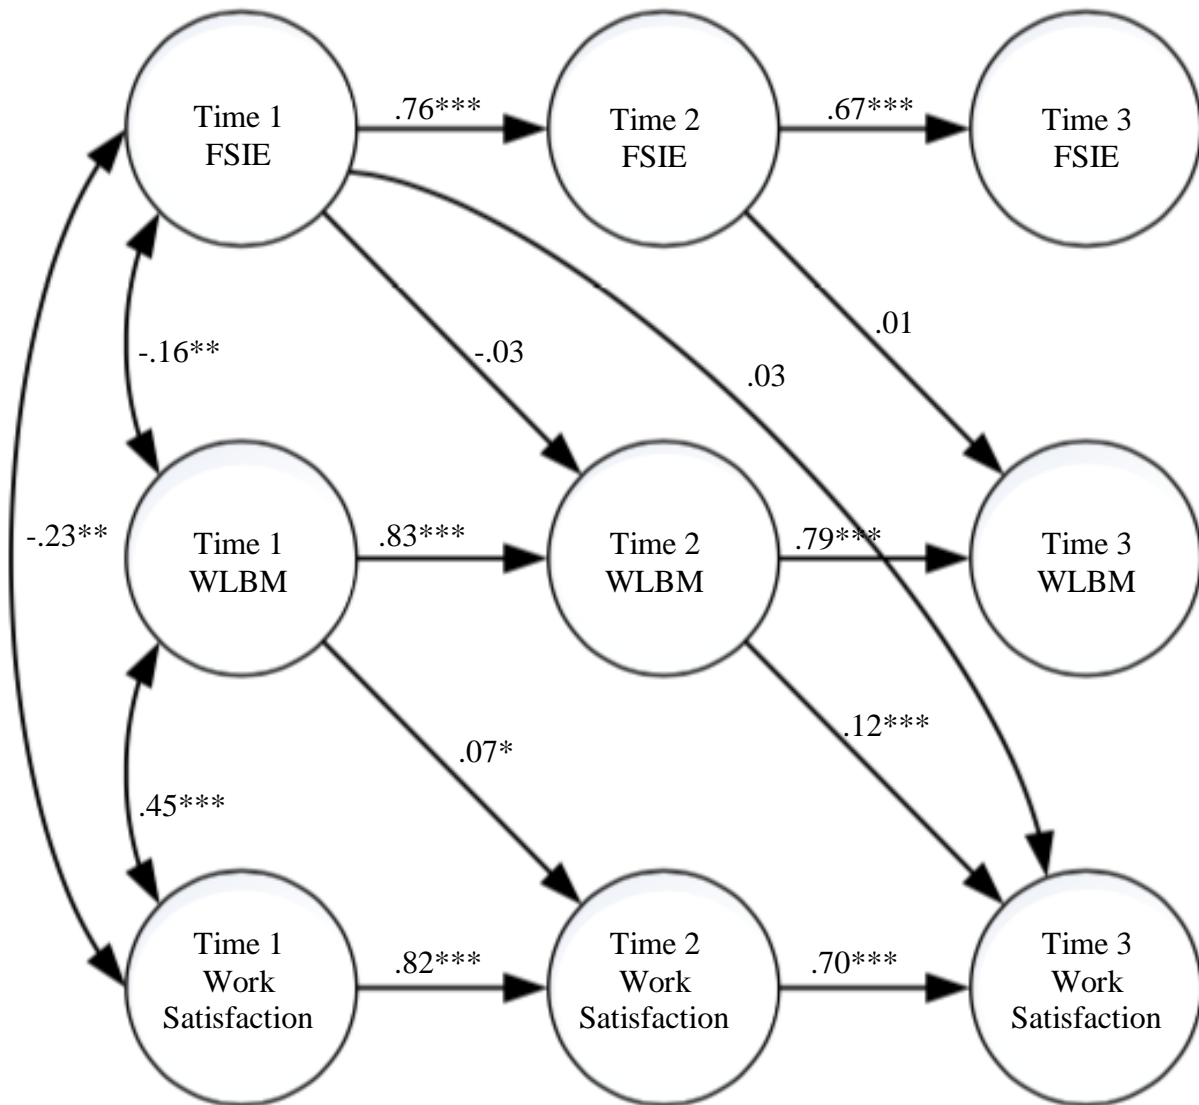 Time 1
FSIE
.76***
Time 2
FSIE
.67***
Time 3
FSIE
-.16**
-.03
.03
.01
-.23**
Time 1
WLBM
.83***
Time 2
WLBM
.79***
Time 3
WLBM
.45***
.07*
.12***
Time 1
Work
Satisfaction
.82***
Time 2
Work
Satisfaction
.70***
Time 3
Work
Satisfaction